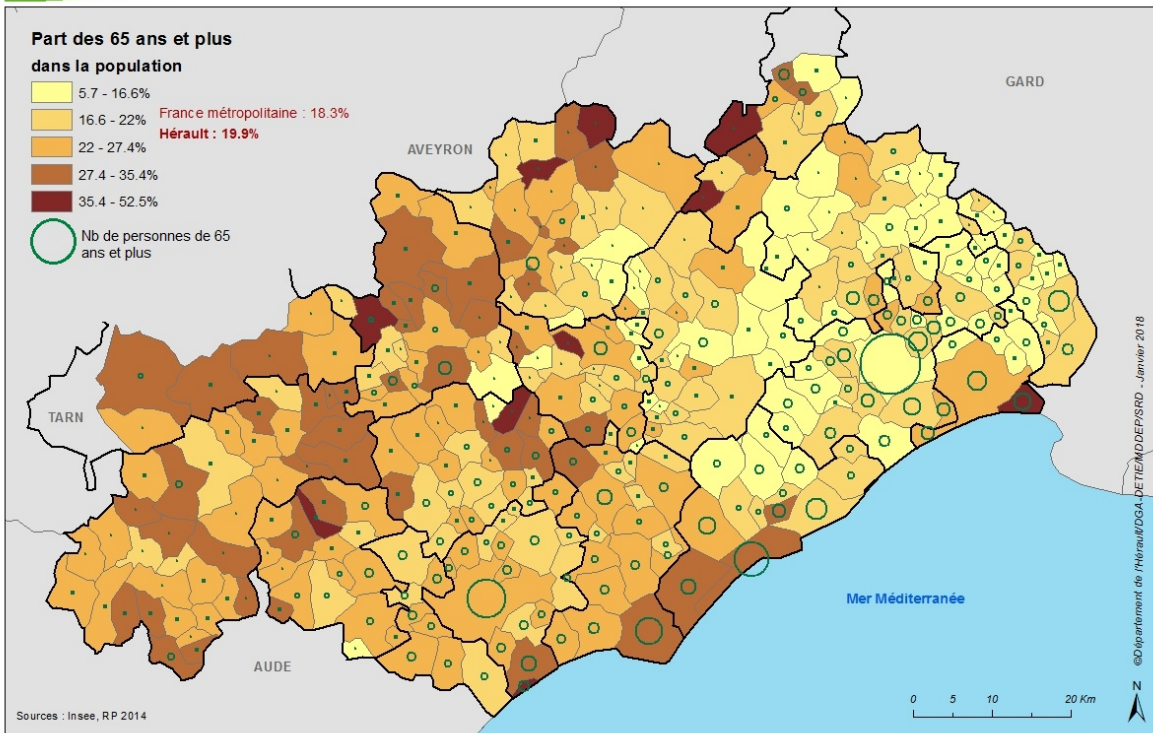 Part des 65 ans et plus
dans la population
5.7 - 16.6%
16.6 - 22%
22 - 27.4%
27.4 - 35.4%
35.4 - 52.5%
France métropolitaine : 18.3%
Hérault : 19.9%
Nb de personnes de 65
ans et plus
AVEYRON
GARD
TARN
AUDE
Mer Méditerranée
0 5 10 20 Km
N
Sources : Insee, RP 2014
©Département de l'Hérault/DGA-DETIE/MDDEP/SRD - Janvier 2018